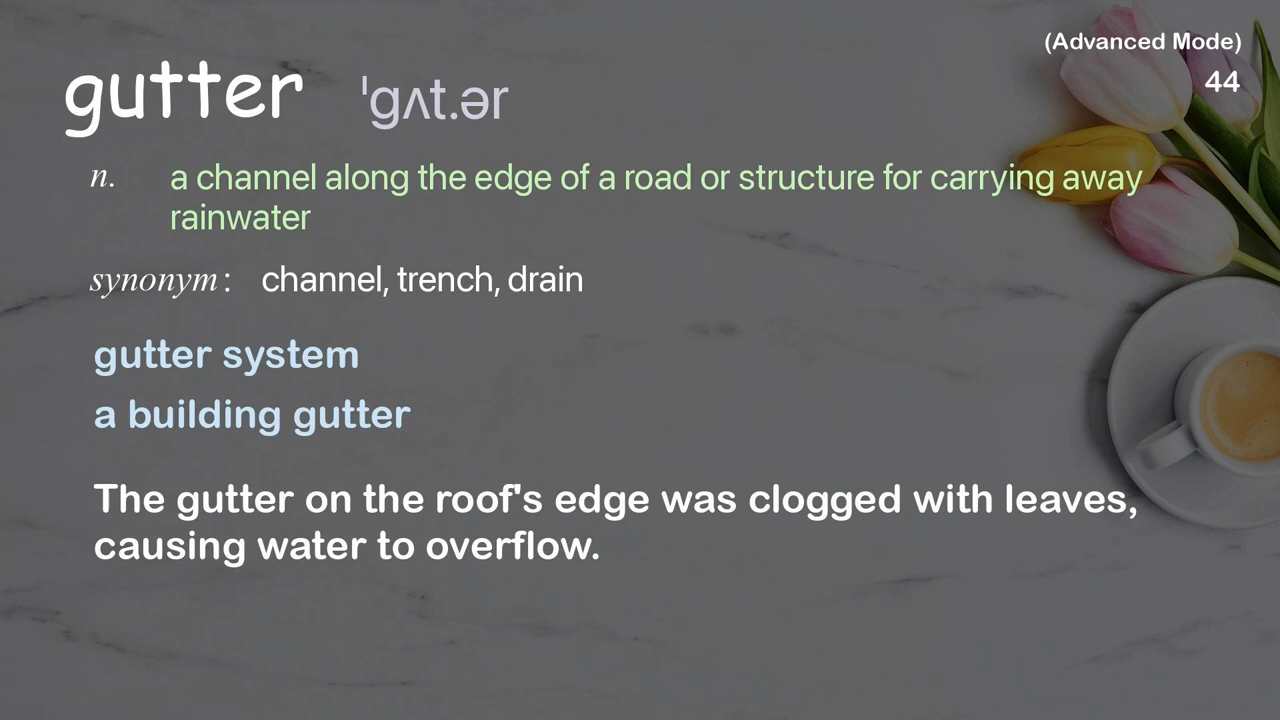 (Advanced Mode)
44
gutter ˈgʌt.ər
n. a channel along the edge of a road or structure for carrying away
rainwater
synonym: channel, trench, drain
gutter system
a building gutter
The gutter on the roof's edge was clogged with leaves,
causing water to overflow.